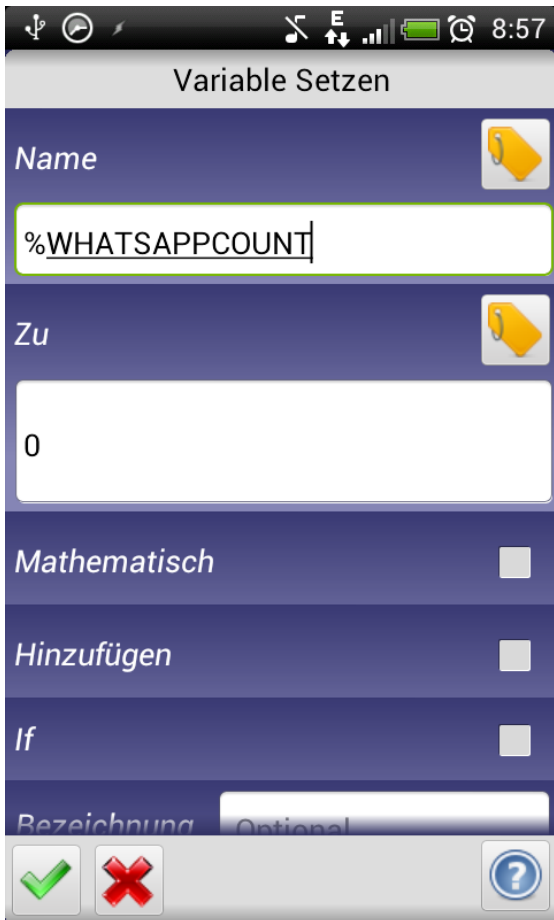 E 8:57
Variable Setzen
Name
%WHATSAPPCOUNT
Zu
0
Mathematisch
Hinzufügen
If
Bezeichnung Optional
?